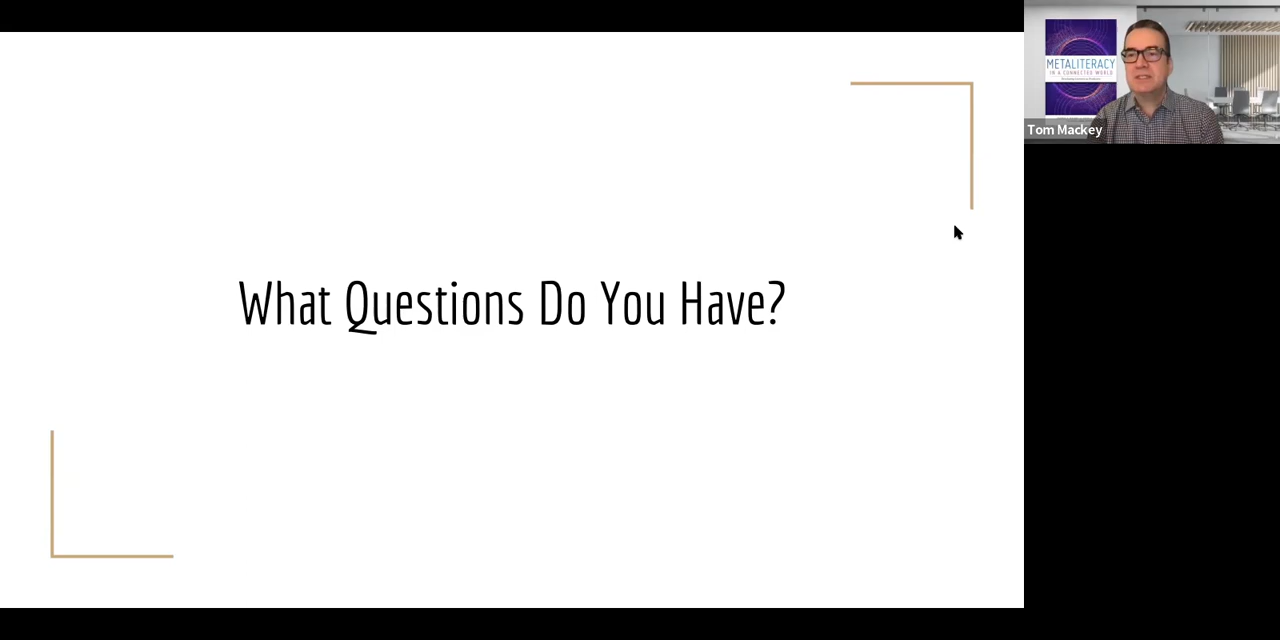 What Questions Do You Have?
METALITERACY
IN A CONNECTED WORLD
Tom Mackey